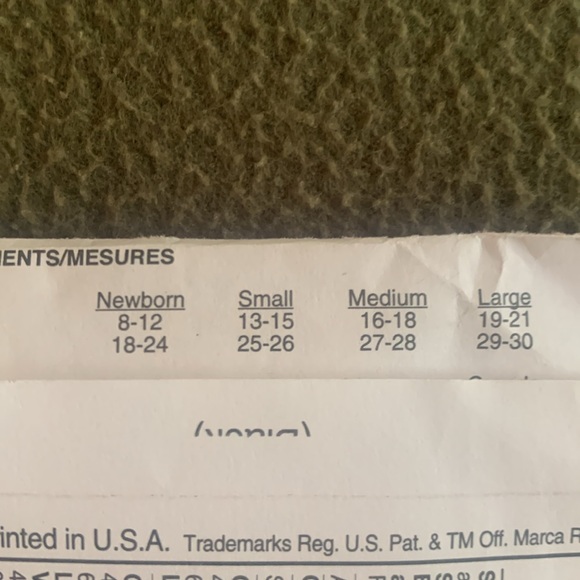 ENTS/MESURES
Newborn Small Medium Large
8-12 13-15 16-18 19-21
18-24 25-26 27-28 29-30
inted in U.S.A. Trademarks Reg. U.S. Pat. & TM Off. Marca R